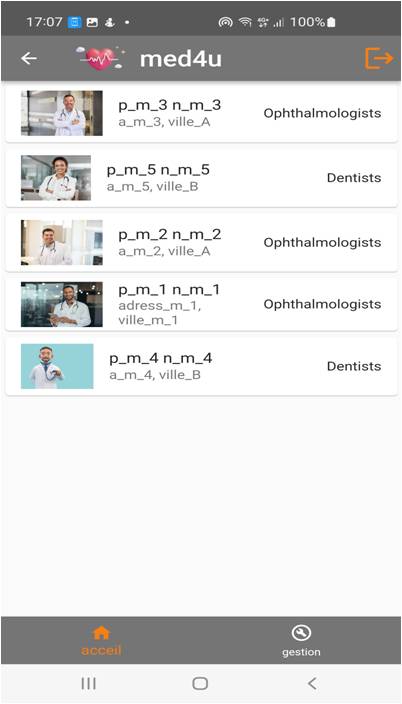 17:07 4G+ 100%
med4u
p_m_3 n_m_3
a_m_3, ville_A
Ophthalmologists
p_m_5 n_m_5
a_m_5, ville_B
Dentists
p_m_2 n_m_2
a_m_2, ville_A
Ophthalmologists
p_m_1 n_m_1
adress_m_1,
ville_m_1
Ophthalmologists
p_m_4 n_m_4
a_m_4, ville_B
Dentists
acceil
gestion